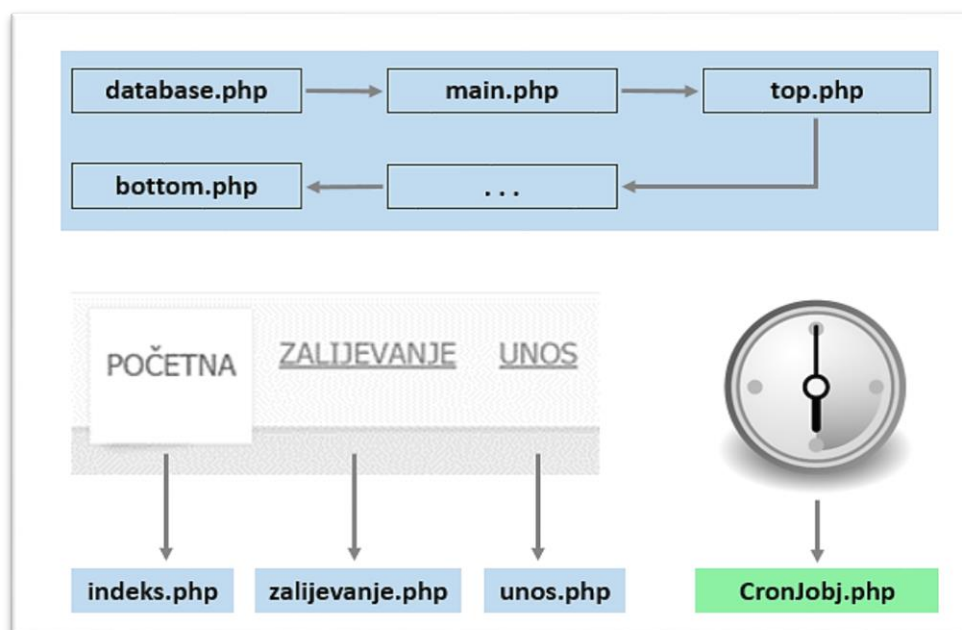 database.php main.php top.php
bottom.php ...
POČETNA ZALIJEVANJE UNOS
indeks.php zalijevanje.php unos.php CronJobj.php